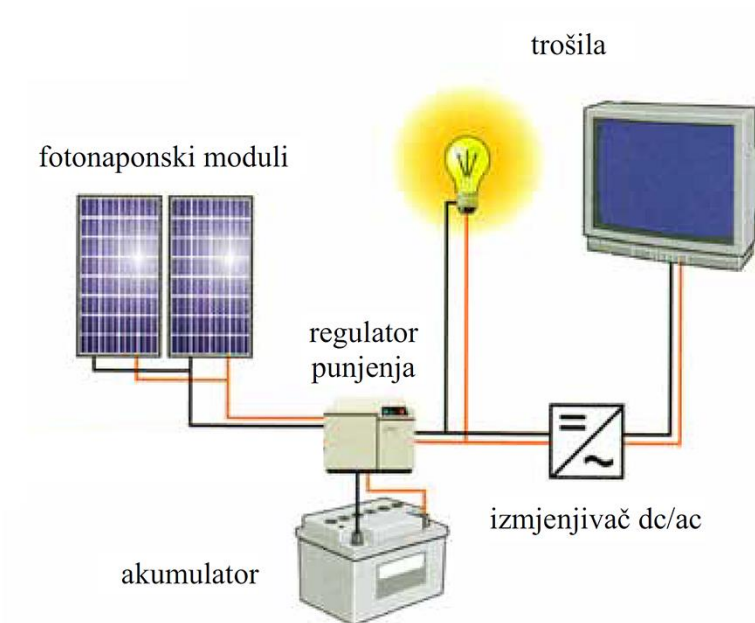 trošila
fotonaponski moduli
regulator
punjenja
izmjenjivač dc/ac
akumulator